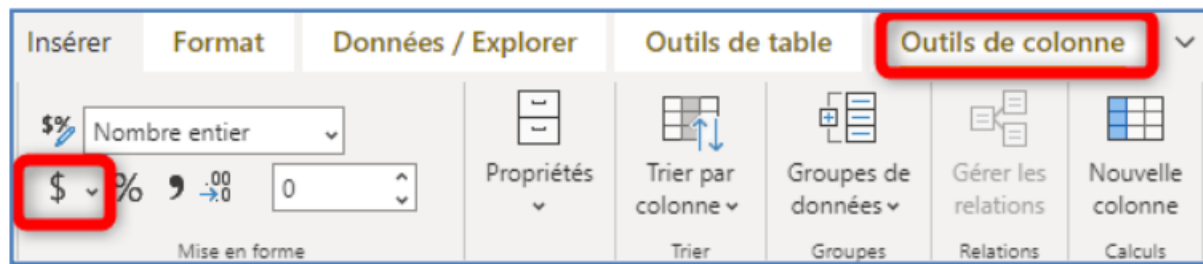 Insérer Format Données / Explorer Outils de table Outils de colonne
$% Nombre entier
$ % , .00 →.0 0
Propriétés
Trier par
colonne
Groupes de
données
Gérer les
relations
Nouvelle
colonne
Mise en forme Trier Groupes Relations Calculs